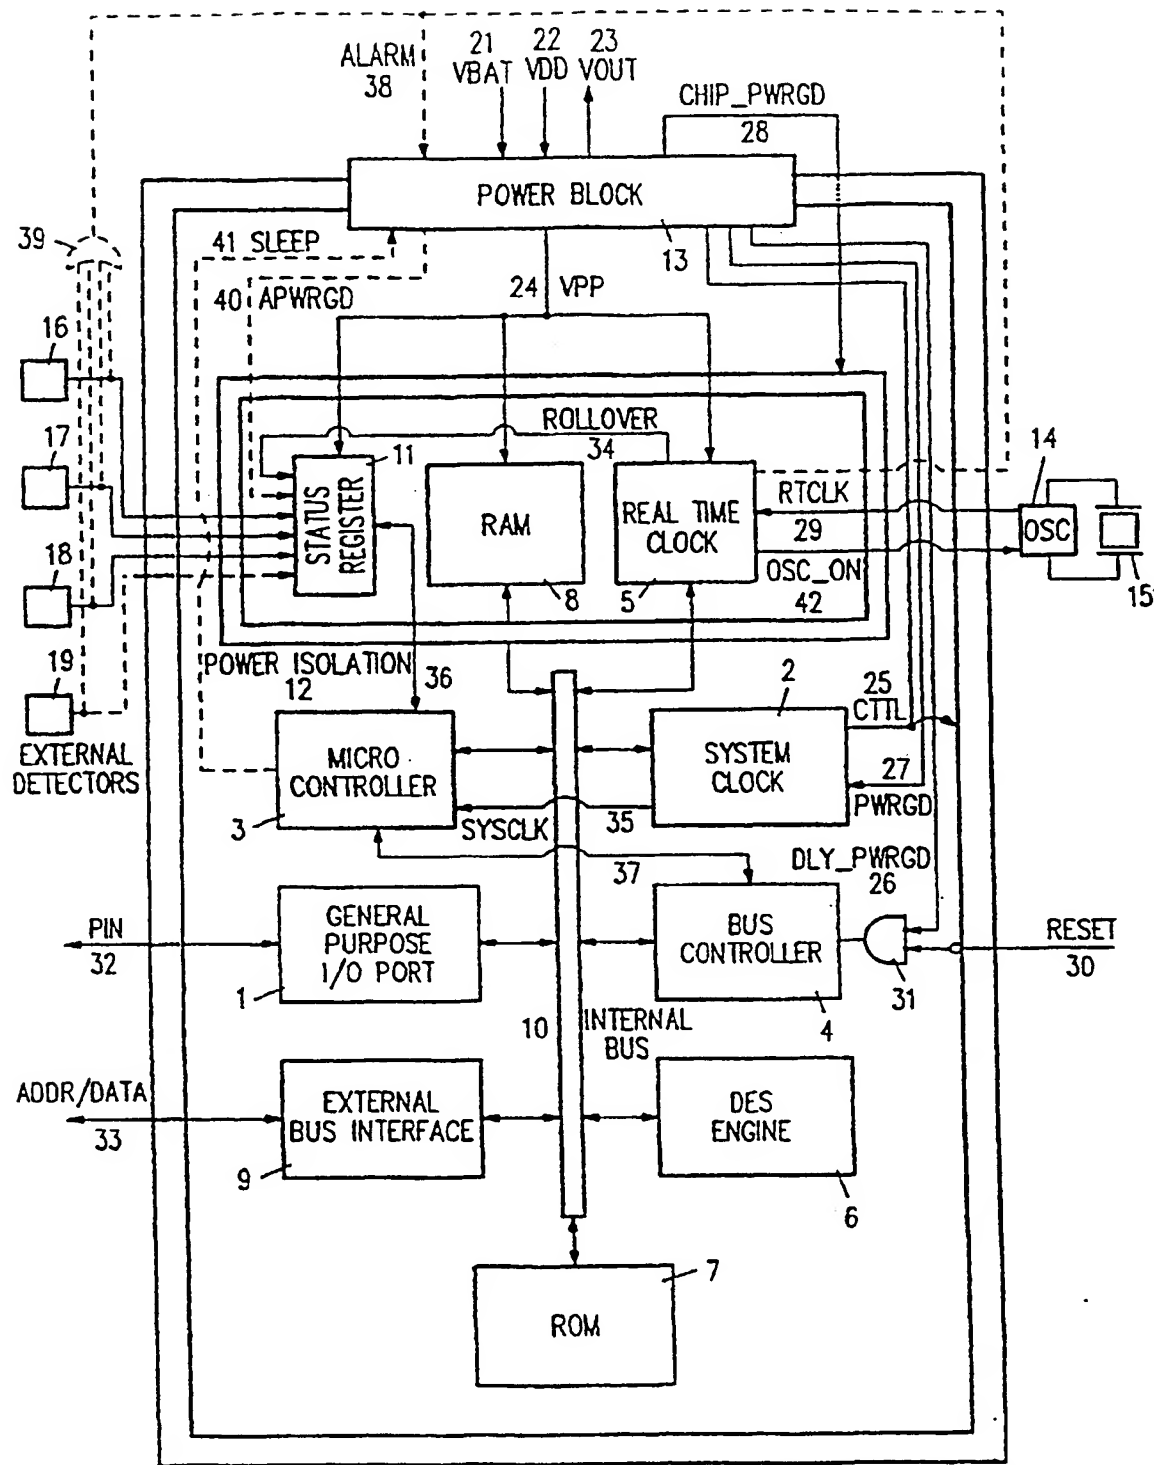 ALARM
38
21
VBAT
22
VDD
23
VOUT
CHIP_PWRGD
28
POWER BLOCK
13
39
41 SLEEP
40 APWRGD
24
VPP
16
17
18
19
EXTERNAL
DETECTORS
ROLLOVER
34
11
STATUS
REGISTER
RAM
8
REAL TIME
CLOCK
5
RTCLK
29
OSC_ON
42
14
OSC
15
POWER ISOLATION
12
36
MICRO
CONTROLLER
3
2
SYSTEM
CLOCK
25
CTTL
27
PWRGD
SYSCLK
35
37
DLY_PWRGD
26
PIN
32
GENERAL
PURPOSE
I/O PORT
1
BUS
CONTROLLER
4
31
RESET
30
10
INTERNAL
BUS
ADDR/DATA
33
EXTERNAL
BUS INTERFACE
9
DES
ENGINE
6
7
ROM